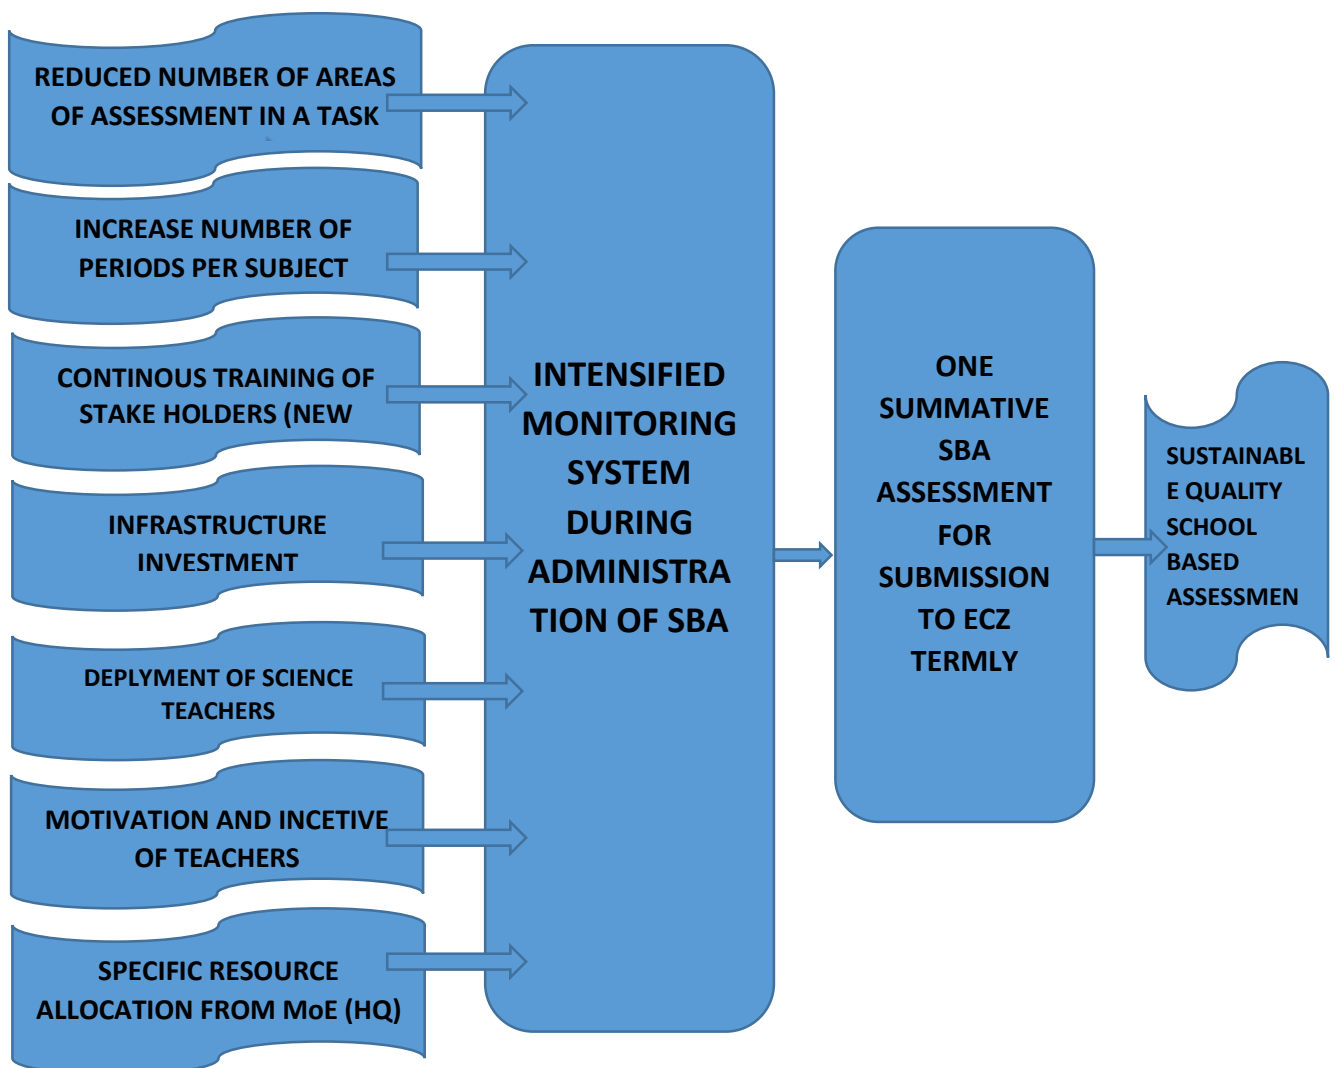 REDUCED NUMBER OF AREAS
OF ASSESSMENT IN A TASK
INCREASE NUMBER OF
PERIODS PER SUBJECT
CONTINOUS TRAINING OF
STAKE HOLDERS (NEW
INFRASTRUCTURE
INVESTMENT
DEPLYMENT OF SCIENCE
TEACHERS
MOTIVATION AND INCETIVE
OF TEACHERS
SPECIFIC RESOURCE
ALLOCATION FROM MoE (HQ)
INTENSIFIED
MONITORING
SYSTEM
DURING
ADMINISTRA
TION OF SBA
ONE
SUMMATIVE
SBA
ASSESSMENT
FOR
SUBMISSION
TO ECZ
TERMLY
SUSTAINABL
E QUALITY
SCHOOL
BASED
ASSESSMEN